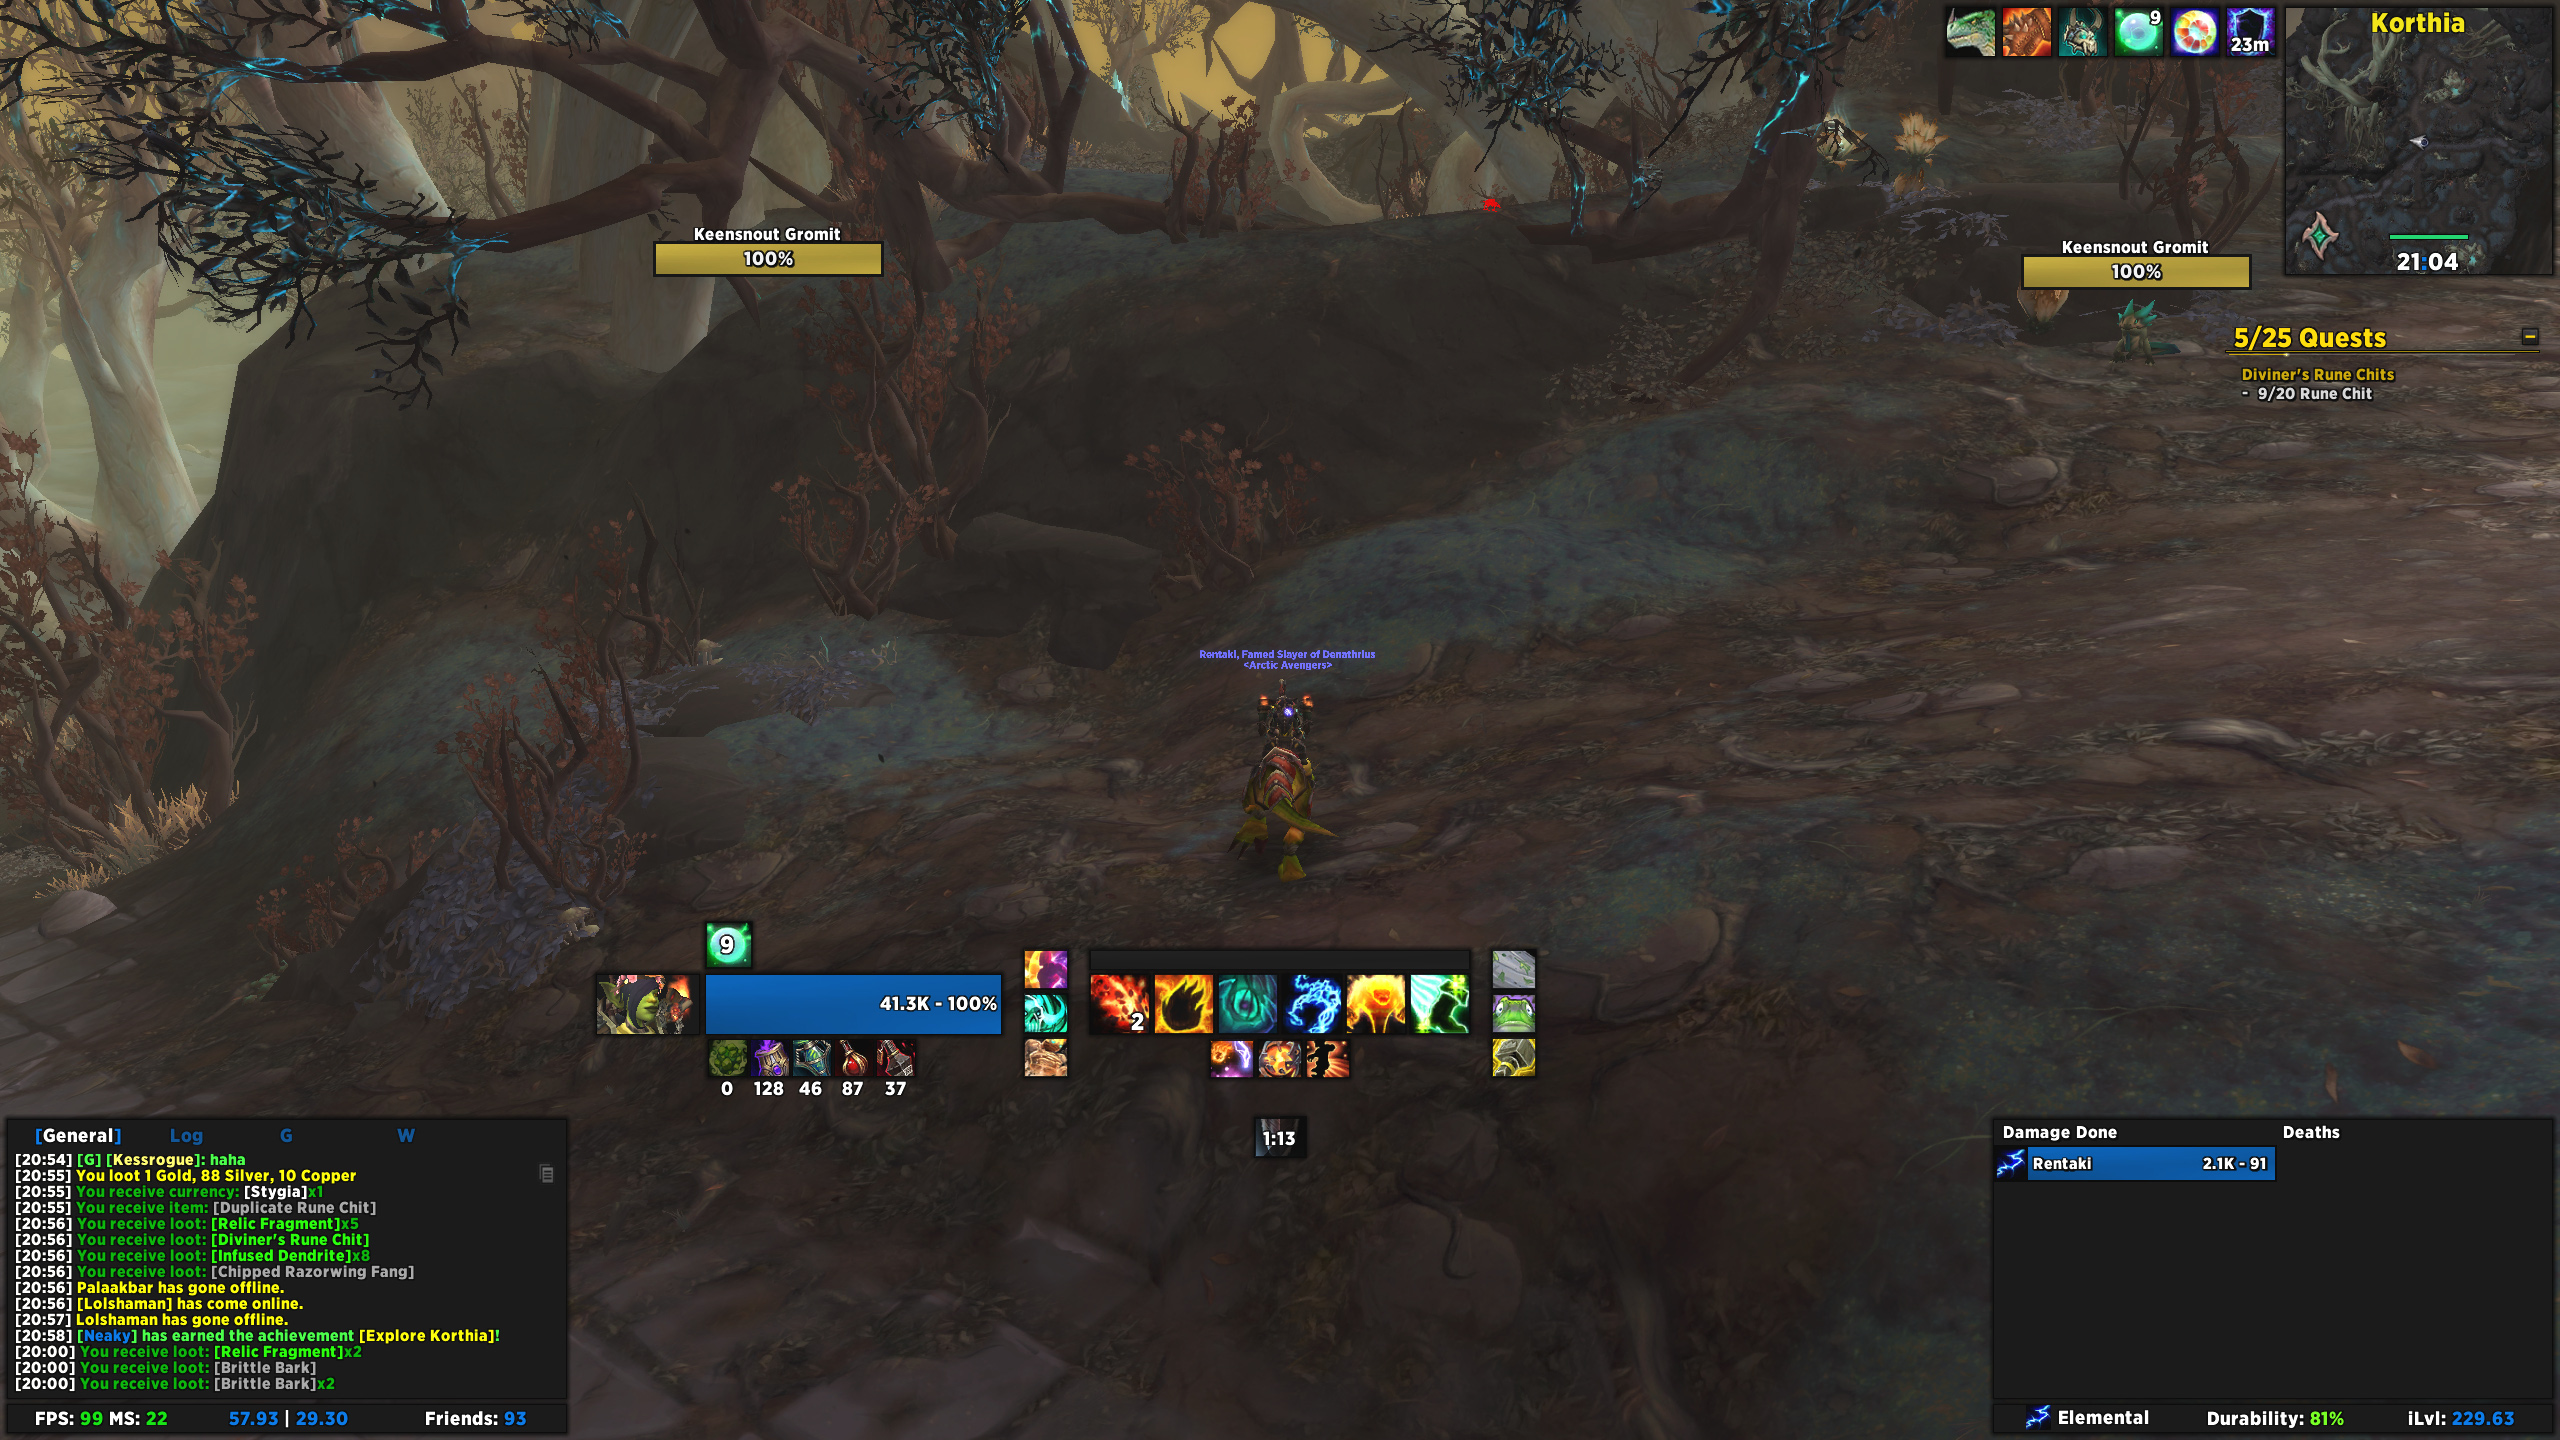 9
23m
Korthia
21:04
Keensnout Gromit
100%
Keensnout Gromit
100%
5/25 Quests
Diviner's Rune Chits
- 9/20 Rune Chit
Rentaki, Famed Slayer of Denathrius
<Arctic Avengers>
9
41.3K - 100%
2
0 128 46 87 37
1:13
[General] Log G W
[20:54] [G] [Kessrogue]: haha
[20:55] You loot 1 Gold, 88 Silver, 10 Copper
[20:55] You receive currency: [Stygia]x1
[20:55] You receive item: [Duplicate Rune Chit]
[20:56] You receive loot: [Relic Fragment]x5
[20:56] You receive loot: [Diviner's Rune Chit]
[20:56] You receive loot: [Infused Dendrite]x8
[20:56] You receive loot: [Chipped Razorwing Fang]
[20:56] Palaakbar has gone offline.
[20:56] [Lolshaman] has come online.
[20:57] Lolshaman has gone offline.
[20:58] [Neaky] has earned the achievement [Explore Korthia]!
[20:00] You receive loot: [Relic Fragment]x2
[20:00] You receive loot: [Brittle Bark]
[20:00] You receive loot: [Brittle Bark]x2
FPS: 99 MS: 22 57.93 | 29.30 Friends: 93
Damage Done Deaths
Rentaki 2.1K - 91
Elemental Durability: 81% iLvl: 229.63